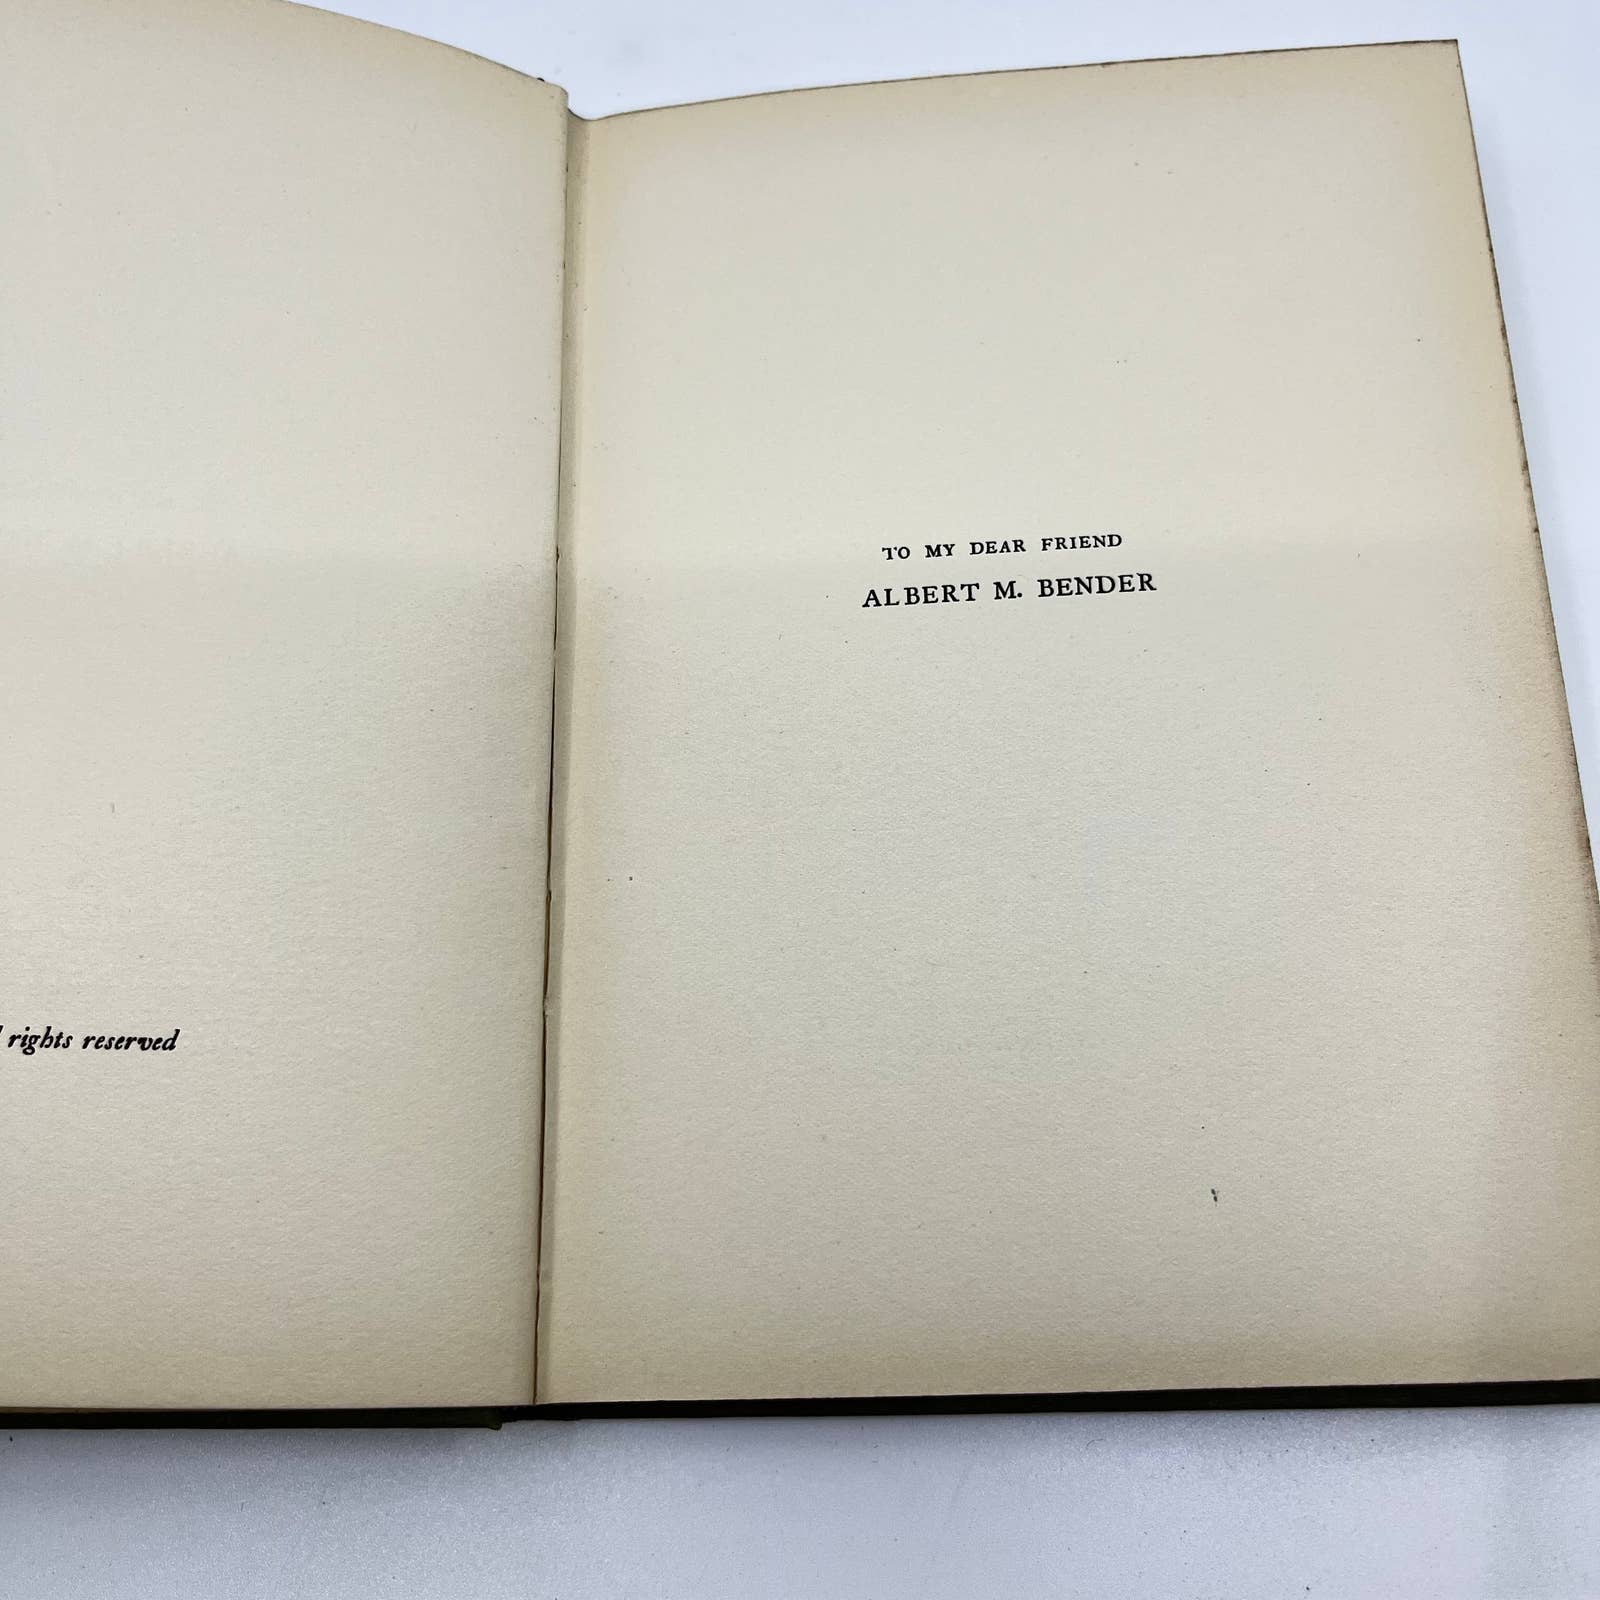 rights reserved
TO MY DEAR FRIEND
ALBERT M. BENDER